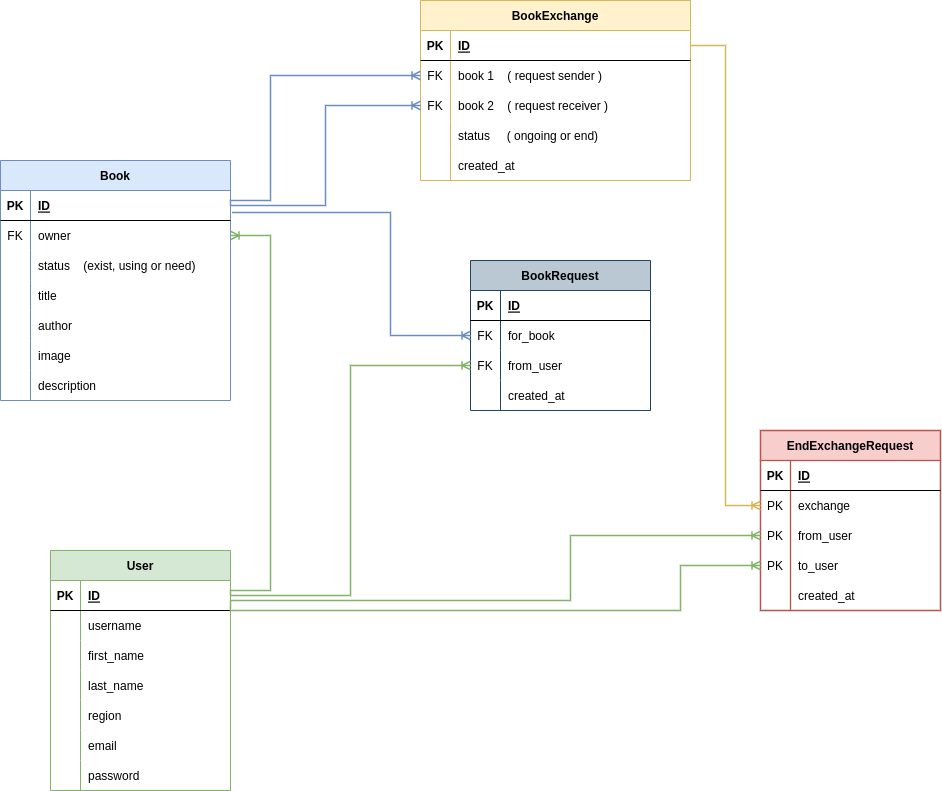 BookExchange
PK ID
FK book 1 ( request sender )
FK book 2 ( request receiver )
status ( ongoing or end)
created_at
Book
PK ID
FK owner
status (exist, using or need)
title
author
image
description
BookRequest
PK ID
FK for_book
FK from_user
created_at
EndExchangeRequest
PK ID
PK exchange
PK from_user
PK to_user
created_at
User
PK ID
username
first_name
last_name
region
email
password